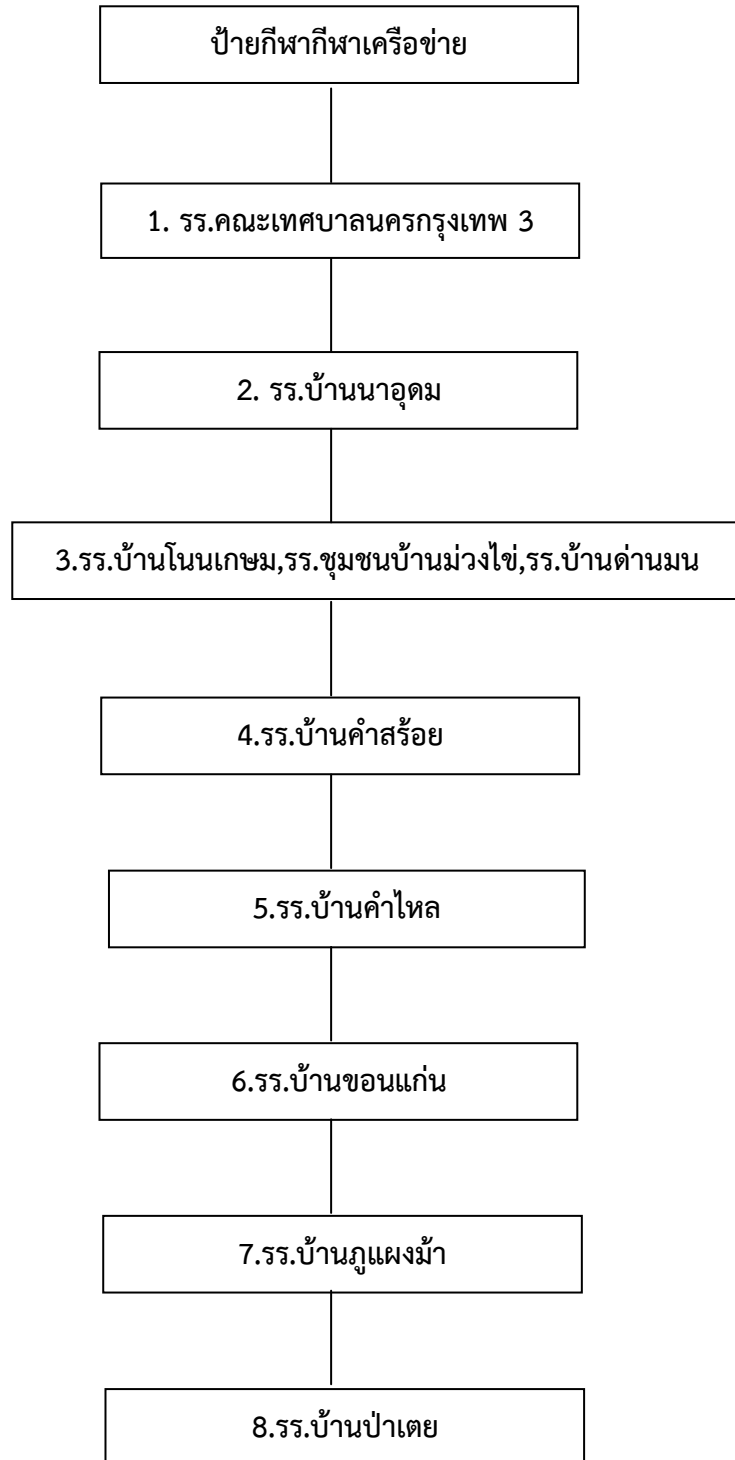 ป้ายกีฬากีฬาเครือข่าย
1. รร.คณะเทศบาลนครกรุงเทพ 3
2. รร.บ้านนาอุดม
3.รร.บ้านโนนเกษม,รร.ชุมชนบ้านม่วงไข่,รร.บ้านด่านมน
4.รร.บ้านคำสร้อย
5.รร.บ้านคำไหล
6.รร.บ้านขอนแก่น
7.รร.บ้านภูแผงม้า
8.รร.บ้านป่าเตย